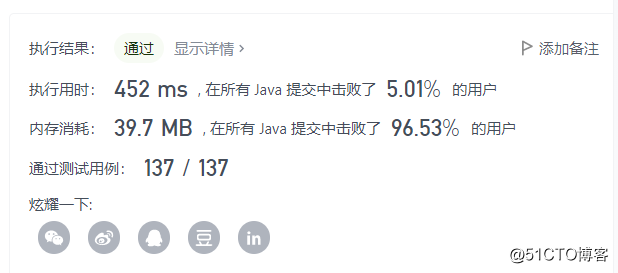 执行结果： 通过 显示详情 › 添加备注
执行用时： 452 ms , 在所有 Java 提交中击败了 5.01% 的用户
内存消耗： 39.7 MB , 在所有 Java 提交中击败了 96.53% 的用户
通过测试用例： 137 / 137
炫耀一下:
豆 in
@51CTO博客